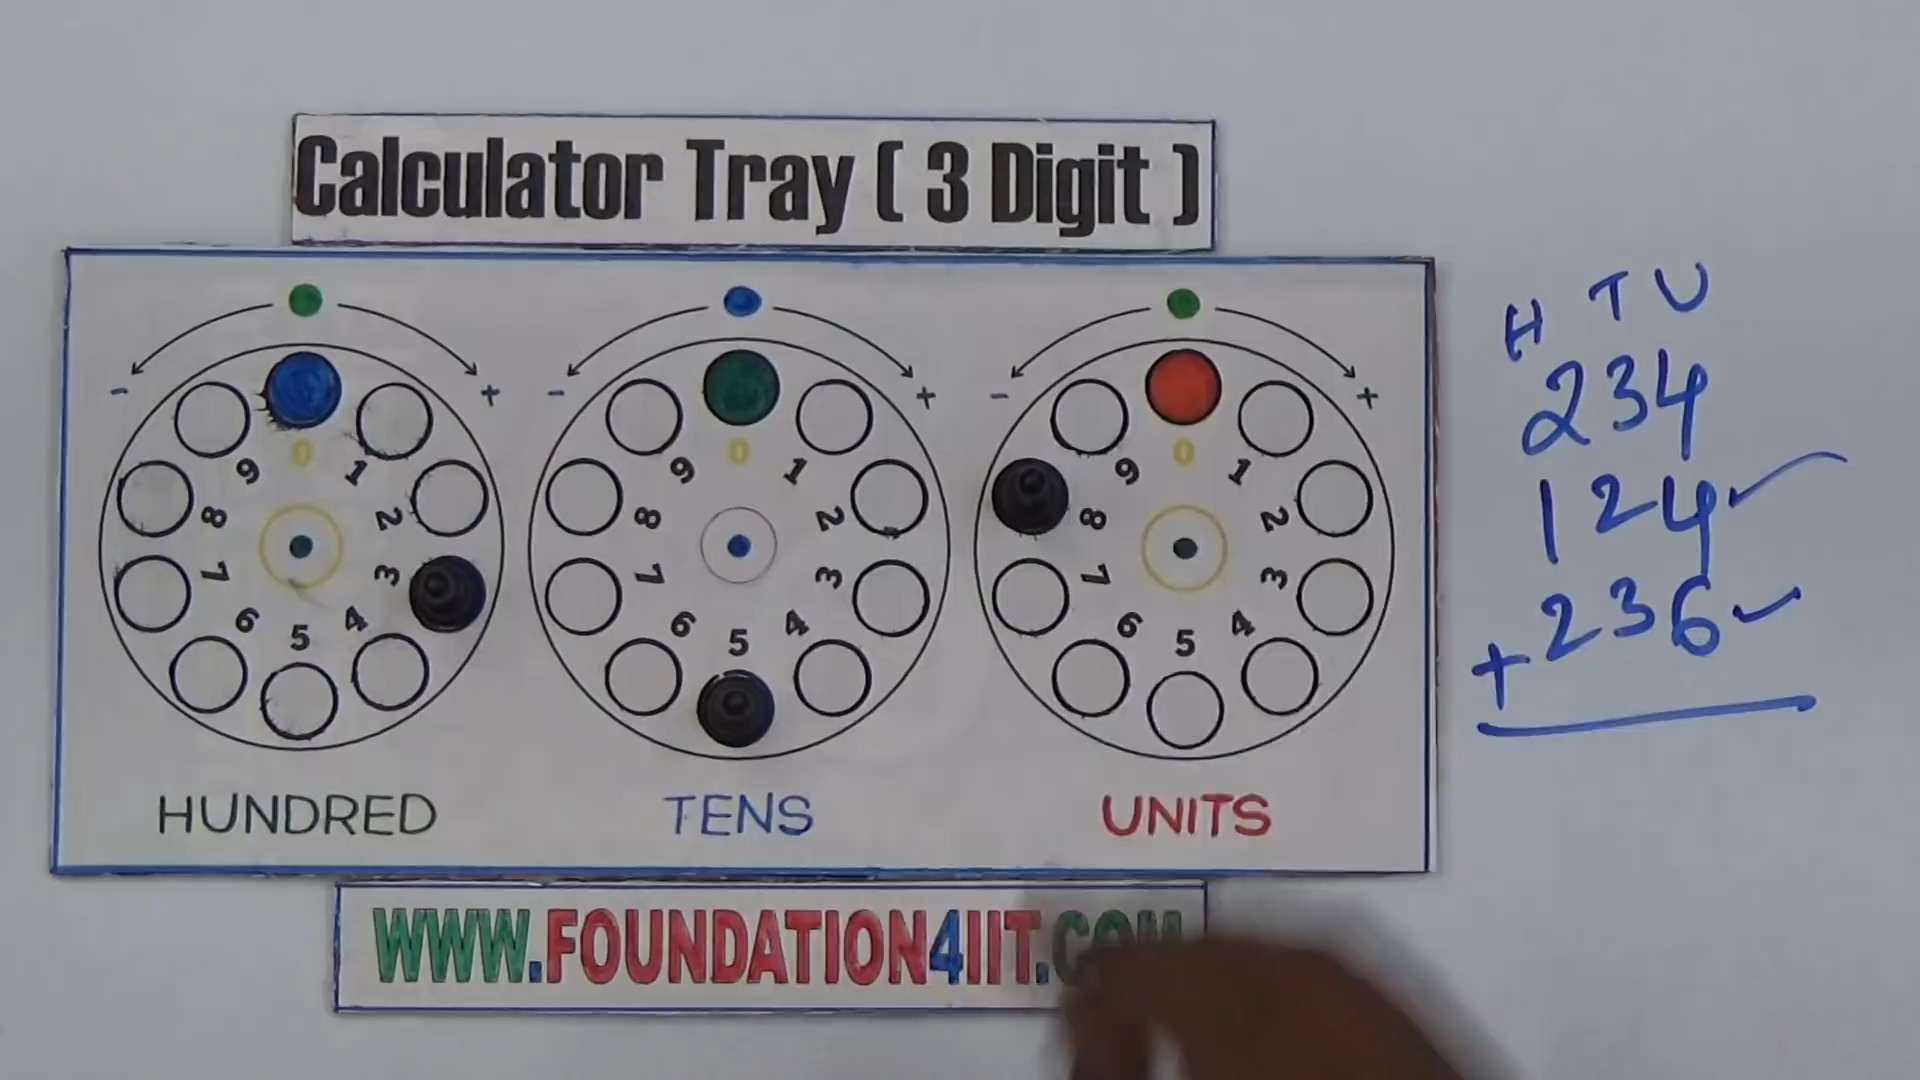 Calculator Tray ( 3 Digit )
- + - + - +
0 1 2 3 4 5 6 7 8 9
0 1 2 3 4 5 6 7 8 9
0 1 2 3 4 5 6 7 8 9
HUNDRED TENS UNITS
WWW.FOUNDATION4IIT.COM
H T U
234
124
+236